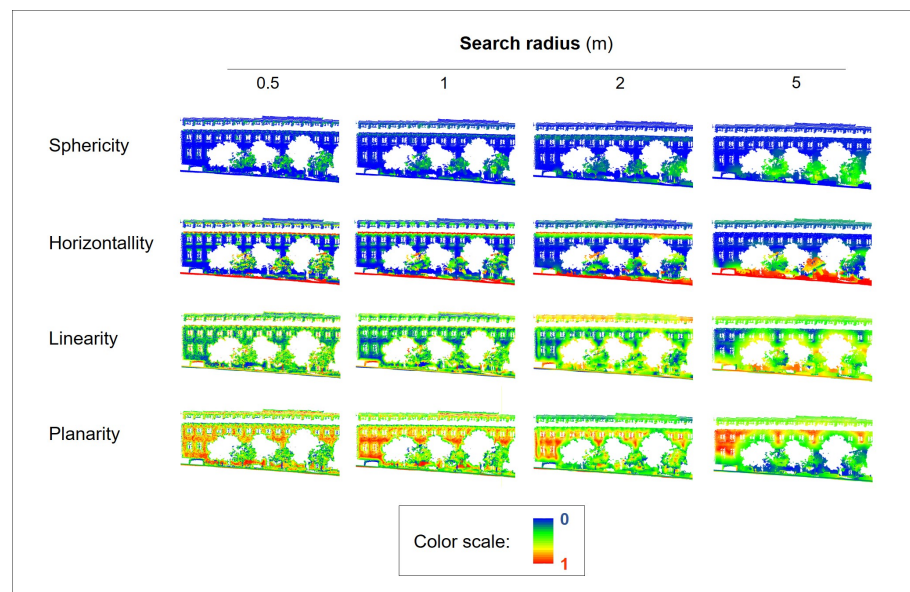 Search radius (m)
0.5 1 2 5
Sphericity
Horizontallity
Linearity
Planarity
Color scale:
0
1